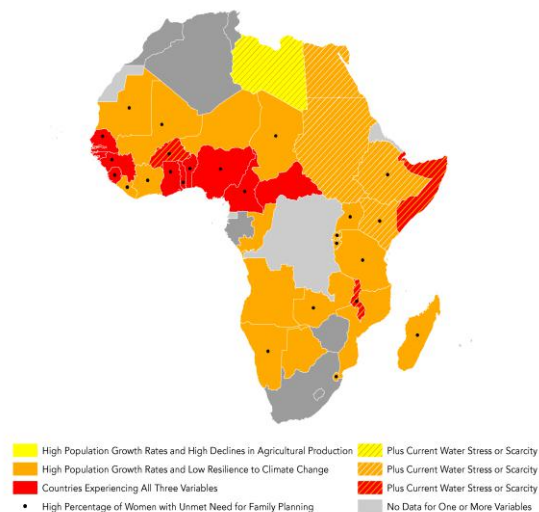 High Population Growth Rates and High Declines in Agricultural Production
Plus Current Water Stress or Scarcity
High Population Growth Rates and Low Resilience to Climate Change
Plus Current Water Stress or Scarcity
Countries Experiencing All Three Variables
Plus Current Water Stress or Scarcity
High Percentage of Women with Unmet Need for Family Planning
No Data for One or More Variables